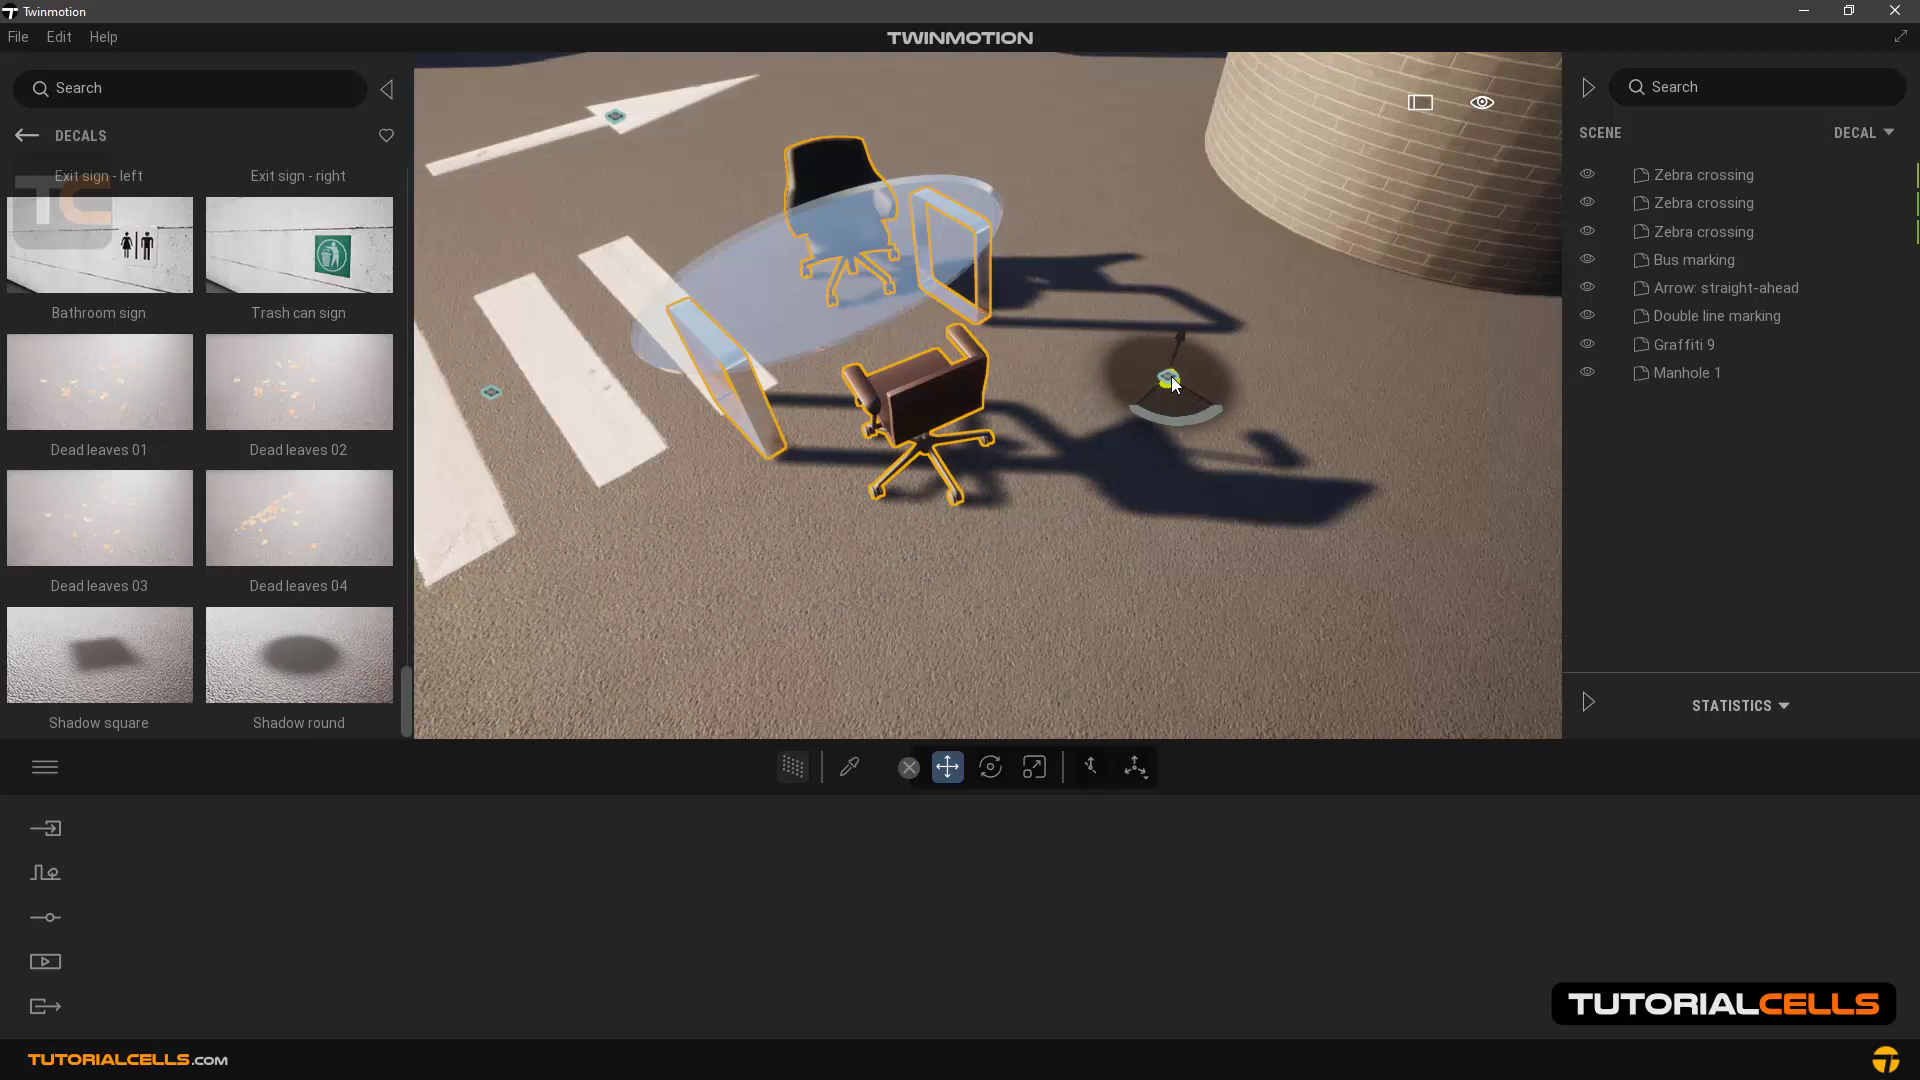 Twinmotion
File Edit Help
TWINMOTION
Search
DECALS
Exit sign - left
Exit sign - right
TC
Bathroom sign
Trash can sign
Dead leaves 01
Dead leaves 02
Dead leaves 03
Dead leaves 04
Shadow square
Shadow round
Search
SCENE
DECAL
Zebra crossing
Zebra crossing
Zebra crossing
Bus marking
Arrow: straight-ahead
Double line marking
Graffiti 9
Manhole 1
STATISTICS
TUTORIALCELLS
TUTORIALCELLS.COM